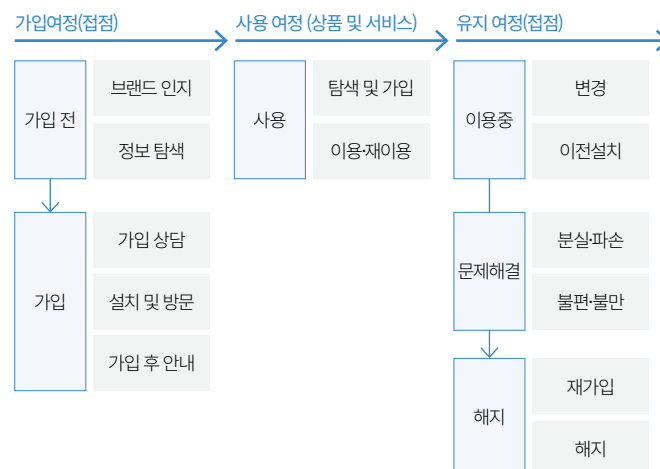 가입여정(접점)
가입 전
브랜드 인지
정보 탐색
가입
가입 상담
설치 및 방문
가입 후 안내
사용 여정 (상품 및 서비스)
사용
탐색 및 가입
이용·재이용
유지 여정(접점)
이용중
변경
이전설치
문제해결
분실·파손
불편·불만
해지
재가입
해지